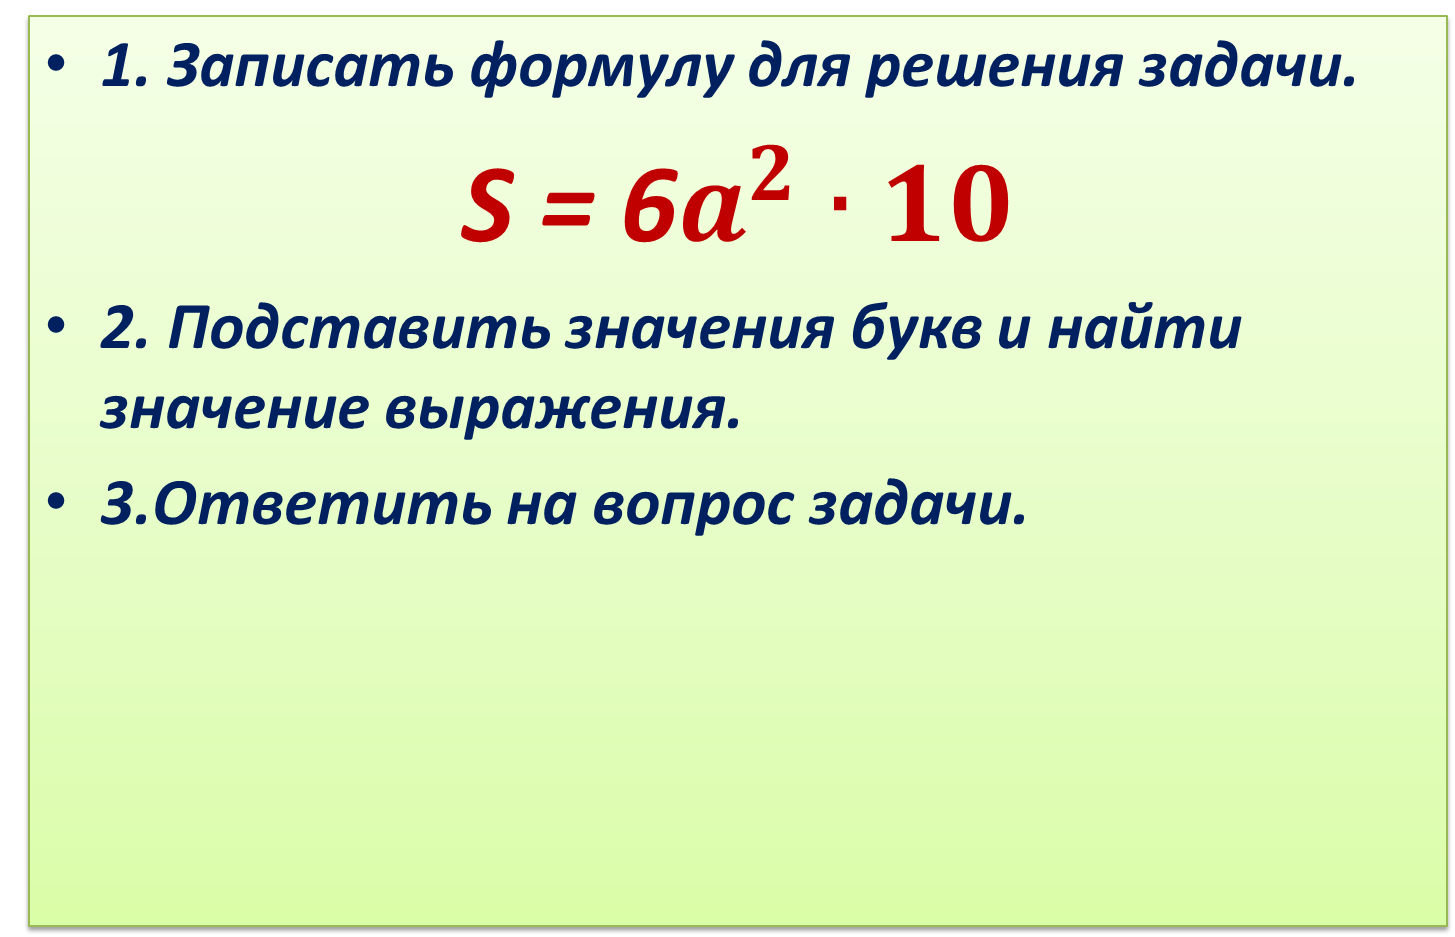 • 1. Записать формулу для решения задачи.
S = 6a² · 10
• 2. Подставить значения букв и найти
значение выражения.
• 3.Ответить на вопрос задачи.